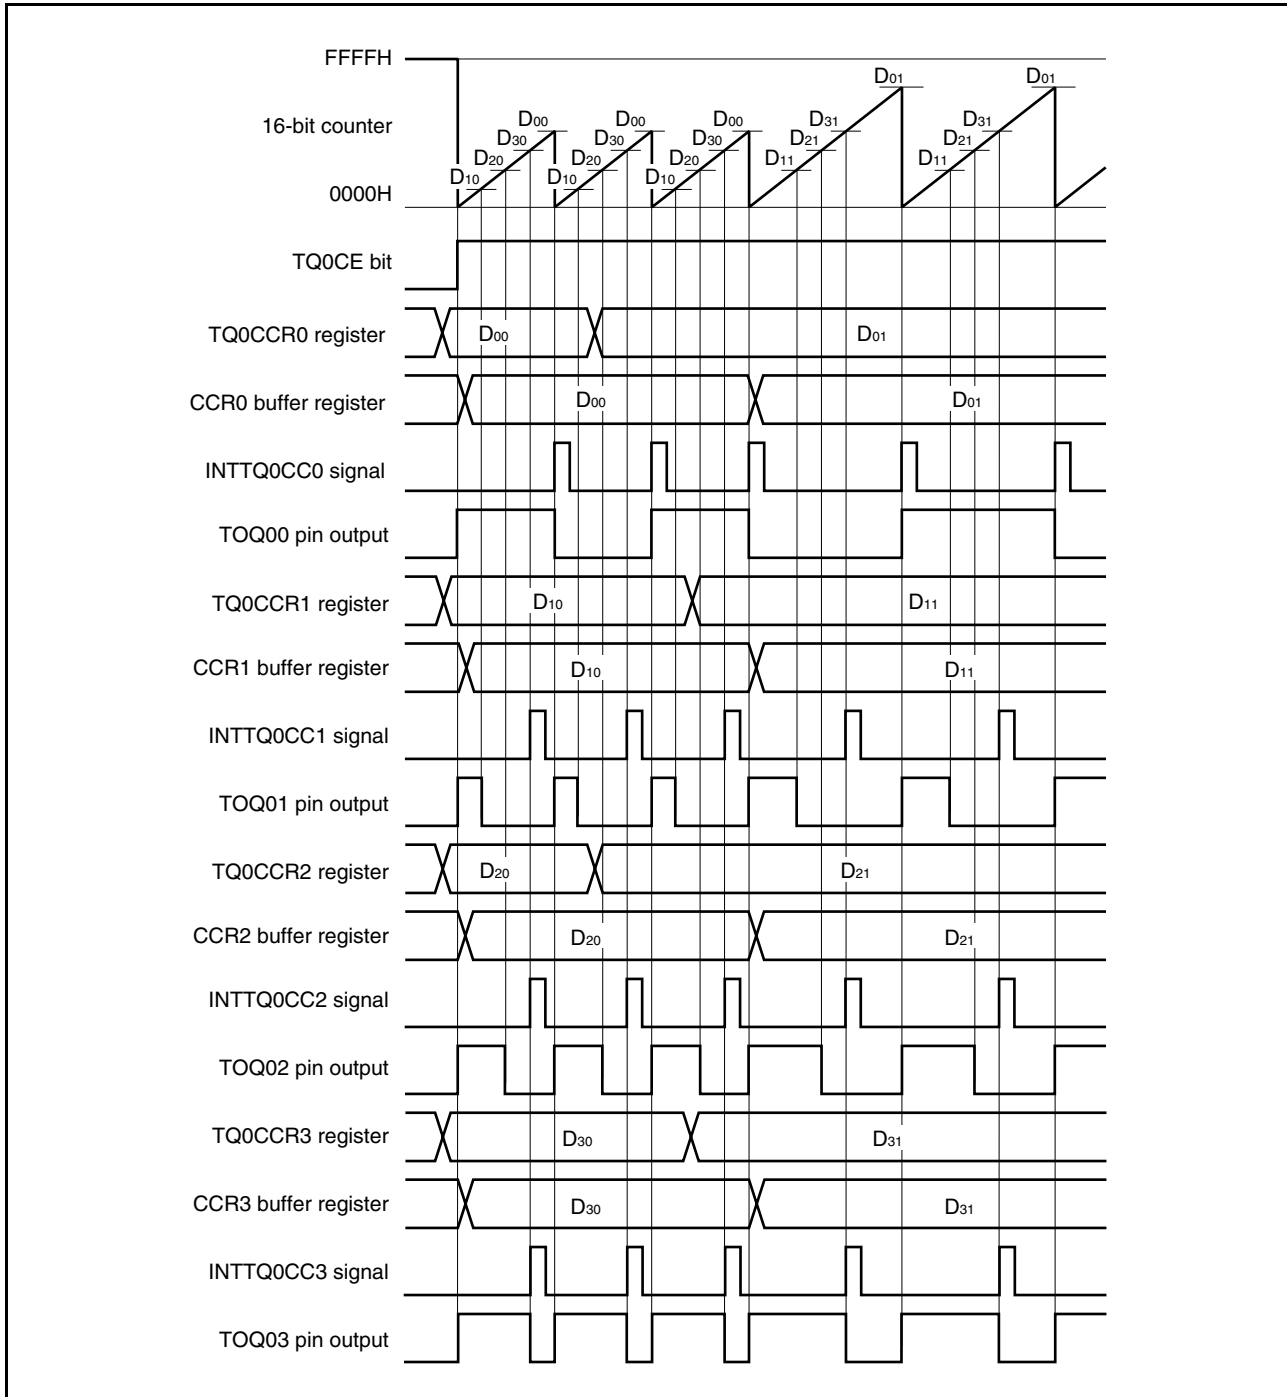 FFFFH
D01 D01
16-bit counter
D00 D00 D00 D31 D31
D30 D30 D30 D21 D21
D20 D20 D20 D11 D11
D10 D10 D10
0000H
TQ0CE bit
TQ0CCR0 register D00 D01
CCR0 buffer register D00 D01
INTTQ0CC0 signal
TOQ00 pin output
TQ0CCR1 register D10 D11
CCR1 buffer register D10 D11
INTTQ0CC1 signal
TOQ01 pin output
TQ0CCR2 register D20 D21
CCR2 buffer register D20 D21
INTTQ0CC2 signal
TOQ02 pin output
TQ0CCR3 register D30 D31
CCR3 buffer register D30 D31
INTTQ0CC3 signal
TOQ03 pin output